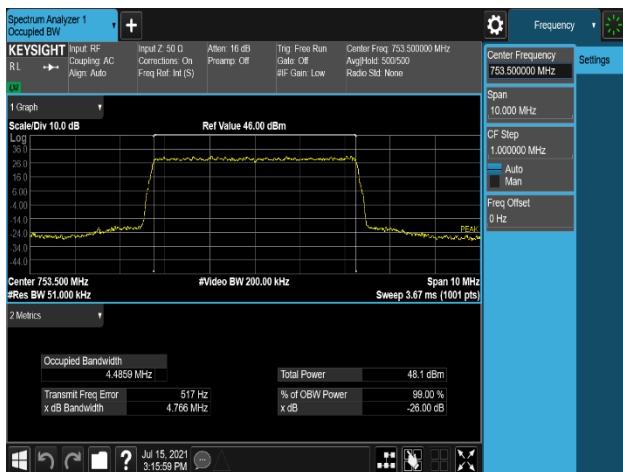 Spectrum Analyzer 1
Occupied BW
+
Frequency
KEYSIGHT
R L
LXI
Input: RF
Coupling: AC
Align: Auto
Input Z: 50 Ω
Corrections: On
Freq Ref: Int (S)
Atten: 16 dB
Preamp: Off
Trig: Free Run
Gate: Off
#IF Gain: Low
Center Freq: 753.500000 MHz
Avg|Hold: 500/500
Radio Std: None
Center Frequency
753.500000 MHz
Settings
Span
10.000 MHz
CF Step
1.000000 MHz
Auto
Man
Freq Offset
0 Hz
1 Graph
Scale/Div 10.0 dB
Ref Value 46.00 dBm
Log
36.0
26.0
16.0
6.00
-4.00
-14.0
-24.0
-34.0
-44.0
PEAK
Center 753.500 MHz
#Video BW 200.00 kHz
Span 10 MHz
#Res BW 51.000 kHz
Sweep 3.67 ms (1001 pts)
2 Metrics
Occupied Bandwidth
4.4859 MHz
Total Power
48.1 dBm
Transmit Freq Error
517 Hz
% of OBW Power
99.00 %
x dB Bandwidth
4.766 MHz
x dB
-26.00 dB
?
Jul 15, 2021
3:15:59 PM